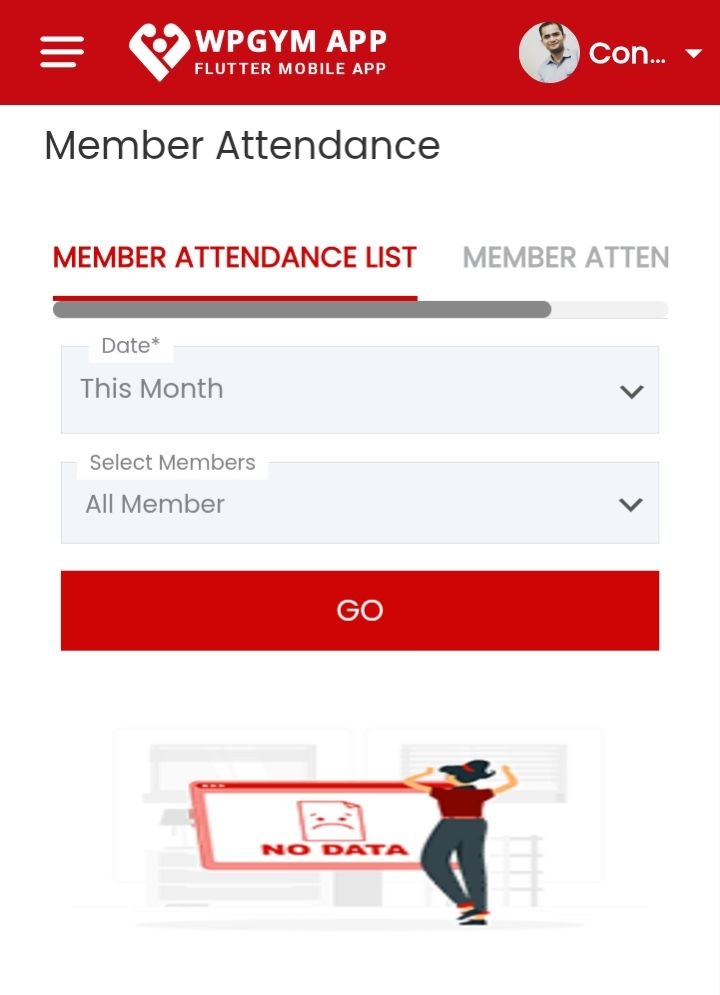 WPGYM APP
FLUTTER MOBILE APP
Con...
Member Attendance
MEMBER ATTENDANCE LIST
MEMBER ATTEN
Date*
This Month
Select Members
All Member
GO
NO DATA